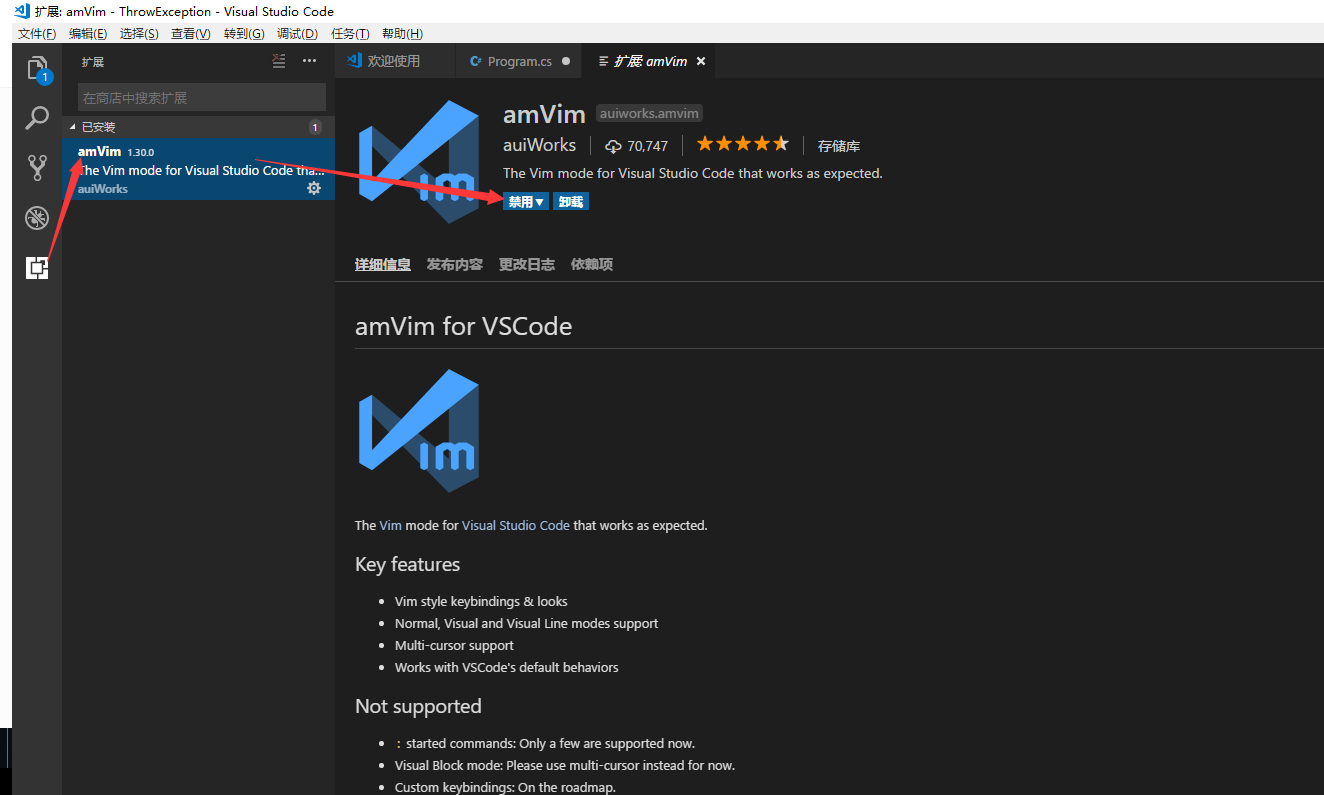 扩展: amVim - ThrowException - Visual Studio Code
文件(F) 编辑(E) 选择(S) 查看(V) 转到(G) 调试(D) 任务(T) 帮助(H)
扩展
欢迎使用
Program.cs
扩展: amVim
1
在商店中搜索扩展
已安装
1
amVim 1.30.0
The Vim mode for Visual Studio Code tha...
auiWorks
amVim auiworks.amvim
auiWorks 70,747 存储库
The Vim mode for Visual Studio Code that works as expected.
禁用▼ 卸载
详细信息 发布内容 更改日志 依赖项
amVim for VSCode
im
The Vim mode for Visual Studio Code that works as expected.
Key features
• Vim style keybindings & looks
• Normal, Visual and Visual Line modes support
• Multi-cursor support
• Works with VSCode's default behaviors
Not supported
• : started commands: Only a few are supported now.
• Visual Block mode: Please use multi-cursor instead for now.
• Custom keybindings: On the roadmap.